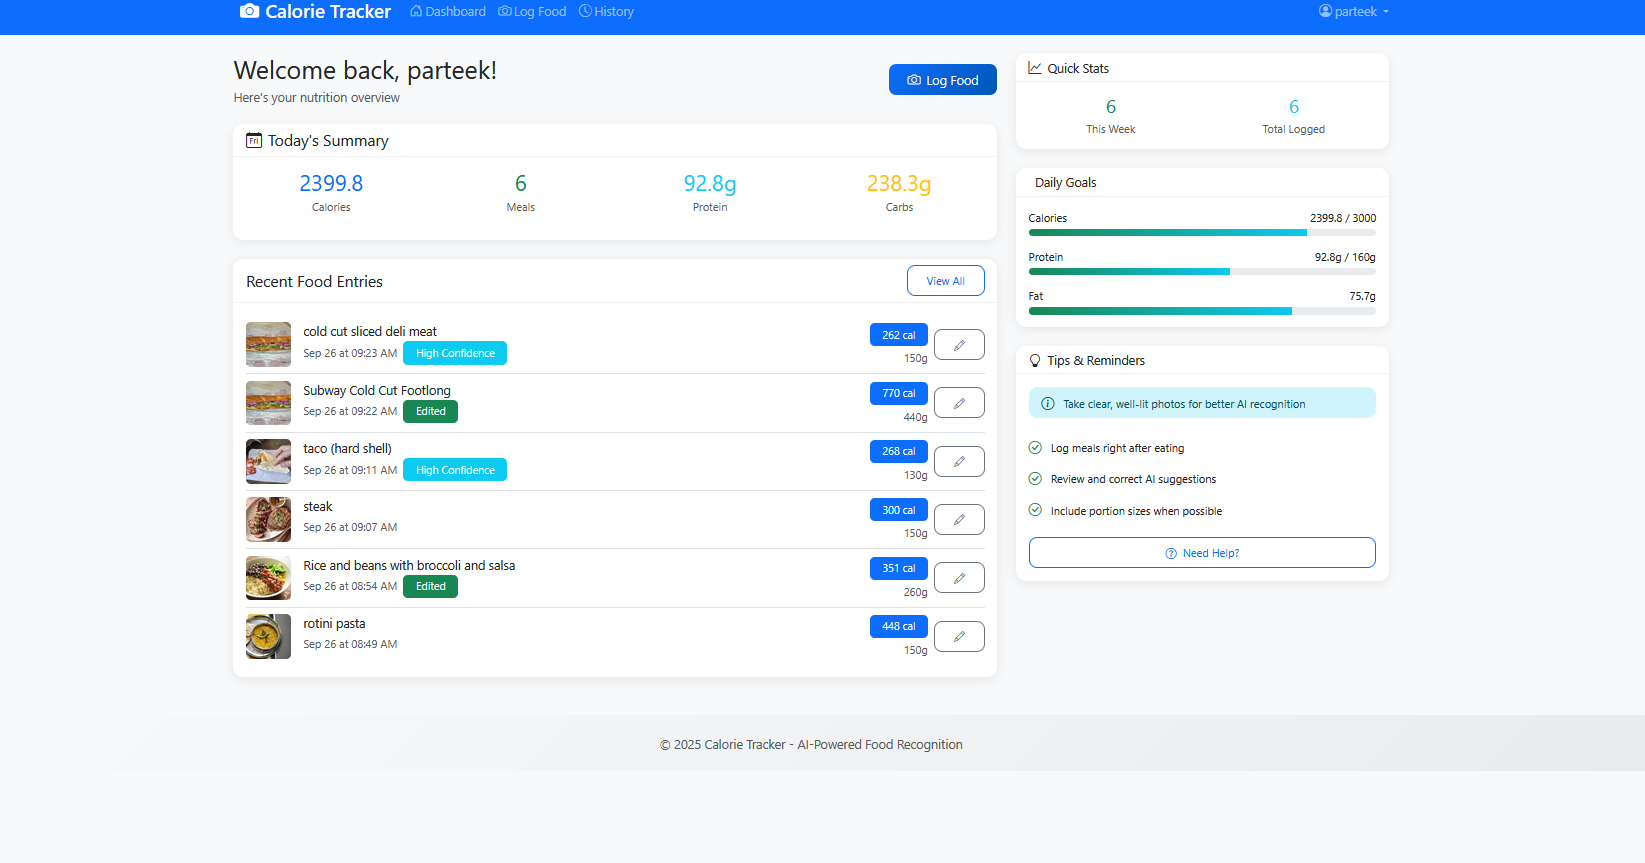 Calorie Tracker Dashboard Log Food History parteek
Welcome back, parteek!
Here's your nutrition overview
Log Food
Fri Today's Summary
2399.8 6 92.8g 238.3g
Calories Meals Protein Carbs
Recent Food Entries View All
cold cut sliced deli meat 262 cal
Sep 26 at 09:23 AM High Confidence 150g
Subway Cold Cut Footlong 770 cal
Sep 26 at 09:22 AM Edited 440g
taco (hard shell) 268 cal
Sep 26 at 09:11 AM High Confidence 130g
steak 300 cal
Sep 26 at 09:07 AM 150g
Rice and beans with broccoli and salsa 351 cal
Sep 26 at 08:54 AM Edited 260g
rotini pasta 448 cal
Sep 26 at 08:49 AM 150g
Quick Stats
6 6
This Week Total Logged
Daily Goals
Calories 2399.8 / 3000
Protein 92.8g / 160g
Fat 75.7g
Tips & Reminders
Take clear, well-lit photos for better AI recognition
Log meals right after eating
Review and correct AI suggestions
Include portion sizes when possible
Need Help?
© 2025 Calorie Tracker - AI-Powered Food Recognition